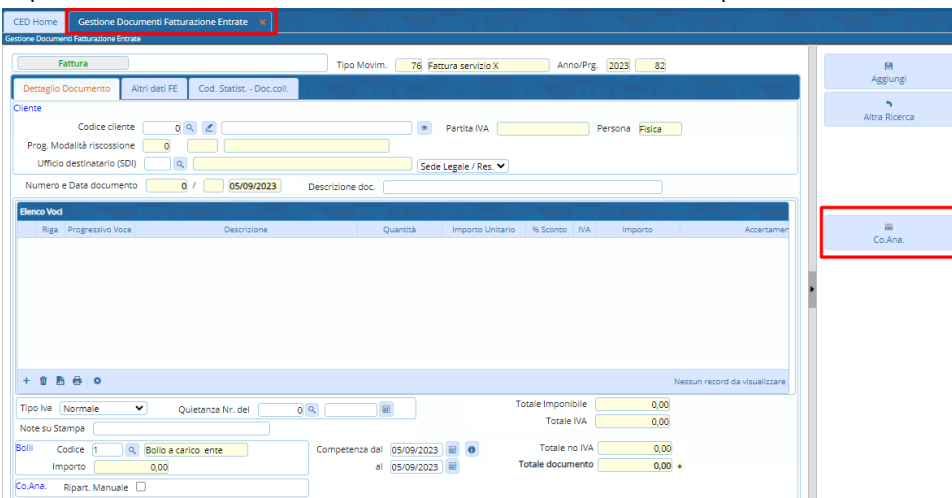 CED Home Gestione Documenti Fatturazione Entrate ×
Gestione Documenti Fatturazione Entrate
Fattura Tipo Movim. 76 Fattura servizio X Anno/Prg. 2023 82
Aggiungi
Dettaglio Documento Altri dati FE Cod. Statist. - Doc.coll.
Altra Ricerca
Cliente
Codice cliente 0 Partita IVA Persona Fisica
Prog. Modalità riscossione 0
Ufficio destinatario (SDI) Sede Legale / Res.
Numero e Data documento 0 / 05/09/2023 Descrizione doc.
Elenco Voci
Riga Progressivo Voce Descrizione Quantità Importo Unitario % Sconto IVA Importo Accertamen
Co.Ana.
Nessun record da visualizzare
Tipo Iva Normale Quietanza Nr. del 0 Totale Imponibile 0,00
Note su Stampa Totale IVA 0,00
Bolli Codice 1 Bollo a carico ente Competenza dal 05/09/2023 Totale no IVA 0,00
Importo 0,00 al 05/09/2023 Totale documento 0,00 +
Co.Ana. Ripart. Manuale